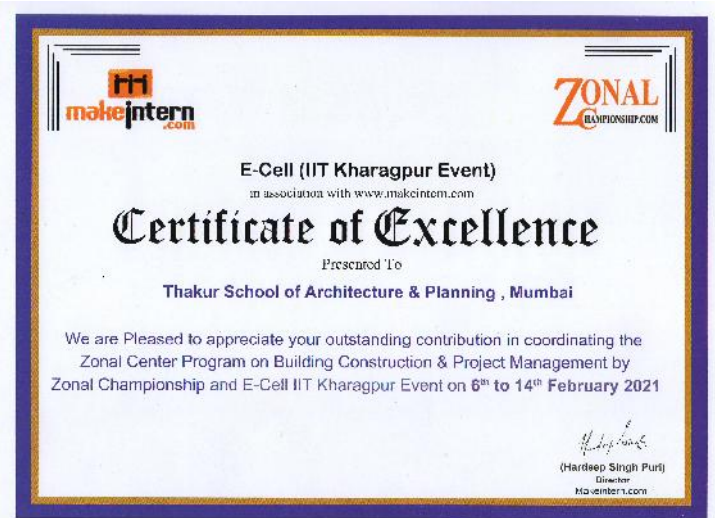 makeintern
.com
ZONAL
CHAMPIONSHIP.COM
E-Cell (IIT Kharagpur Event)
in association with www.makeintern.com
Certificate of Excellence
Presented To
Thakur School of Architecture & Planning , Mumbai
We are Pleased to appreciate your outstanding contribution in coordinating the
Zonal Center Program on Building Construction & Project Management by
Zonal Championship and E-Cell IIT Kharagpur Event on 6th to 14th February 2021
(Hardeep Singh Puri)
Director
Makeintern.com